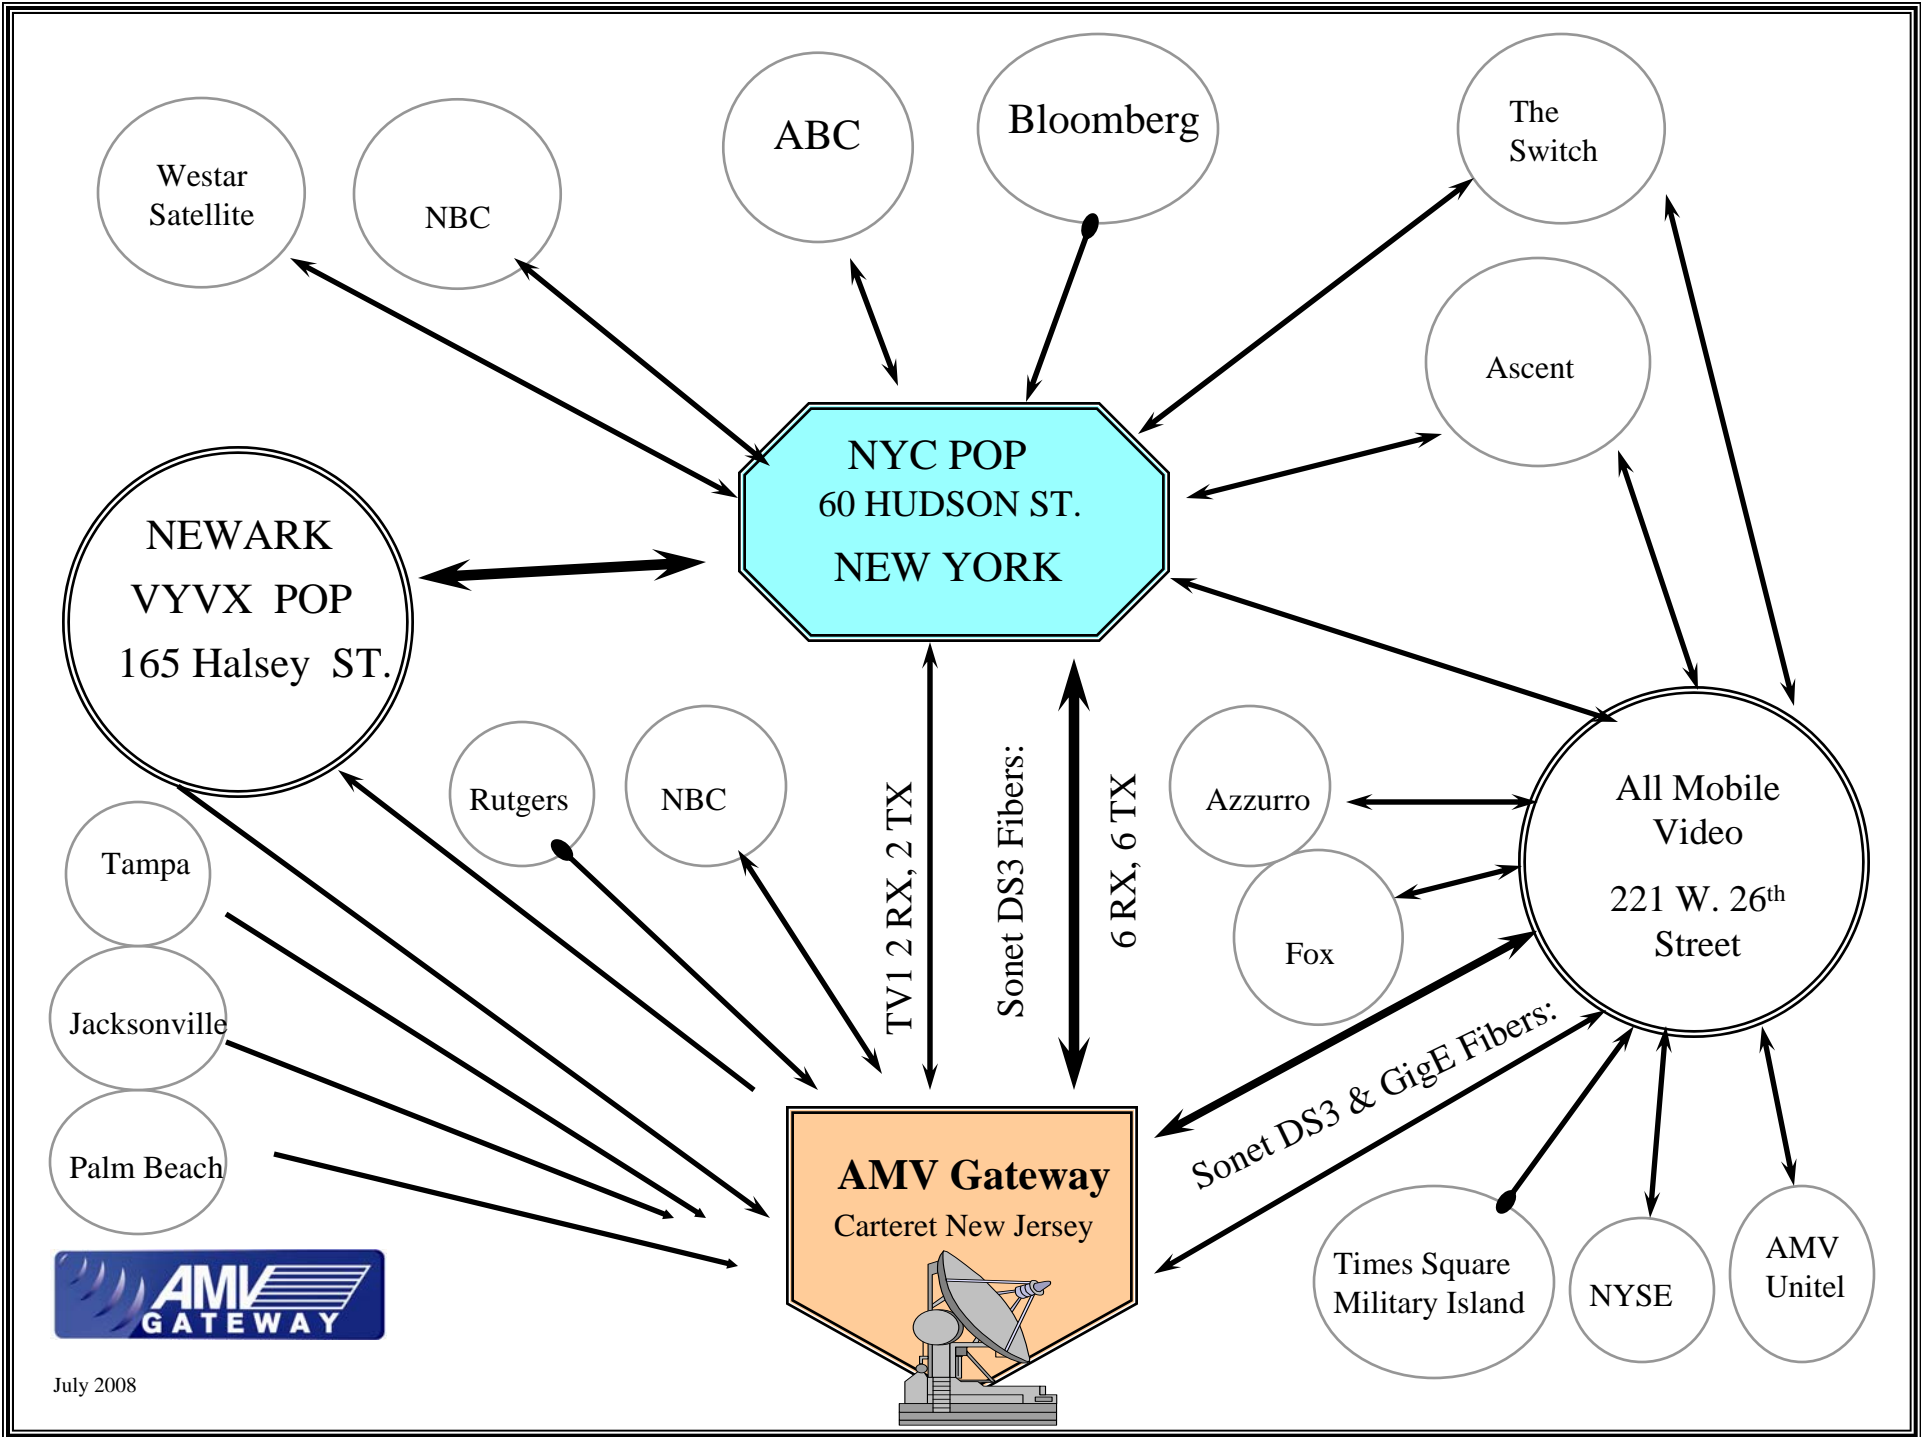 Westar
Satellite
NBC
ABC
Bloomberg
The
Switch
Ascent
NYC POP
60 HUDSON ST.
NEW YORK
NEWARK
VYVX POP
165 Halsey ST.
Rutgers
NBC
TV1 2 RX, 2 TX
Sonet DS3 Fibers:
6 RX, 6 TX
Azzurro
Fox
All Mobile
Video
221 W. 26th
Street
Tampa
Jacksonville
Palm Beach
Sonet DS3 & GigE Fibers:
AMV Gateway
Carteret New Jersey
Times Square
Military Island
NYSE
AMV
Unitel
AMV
GATEWAY
July 2008